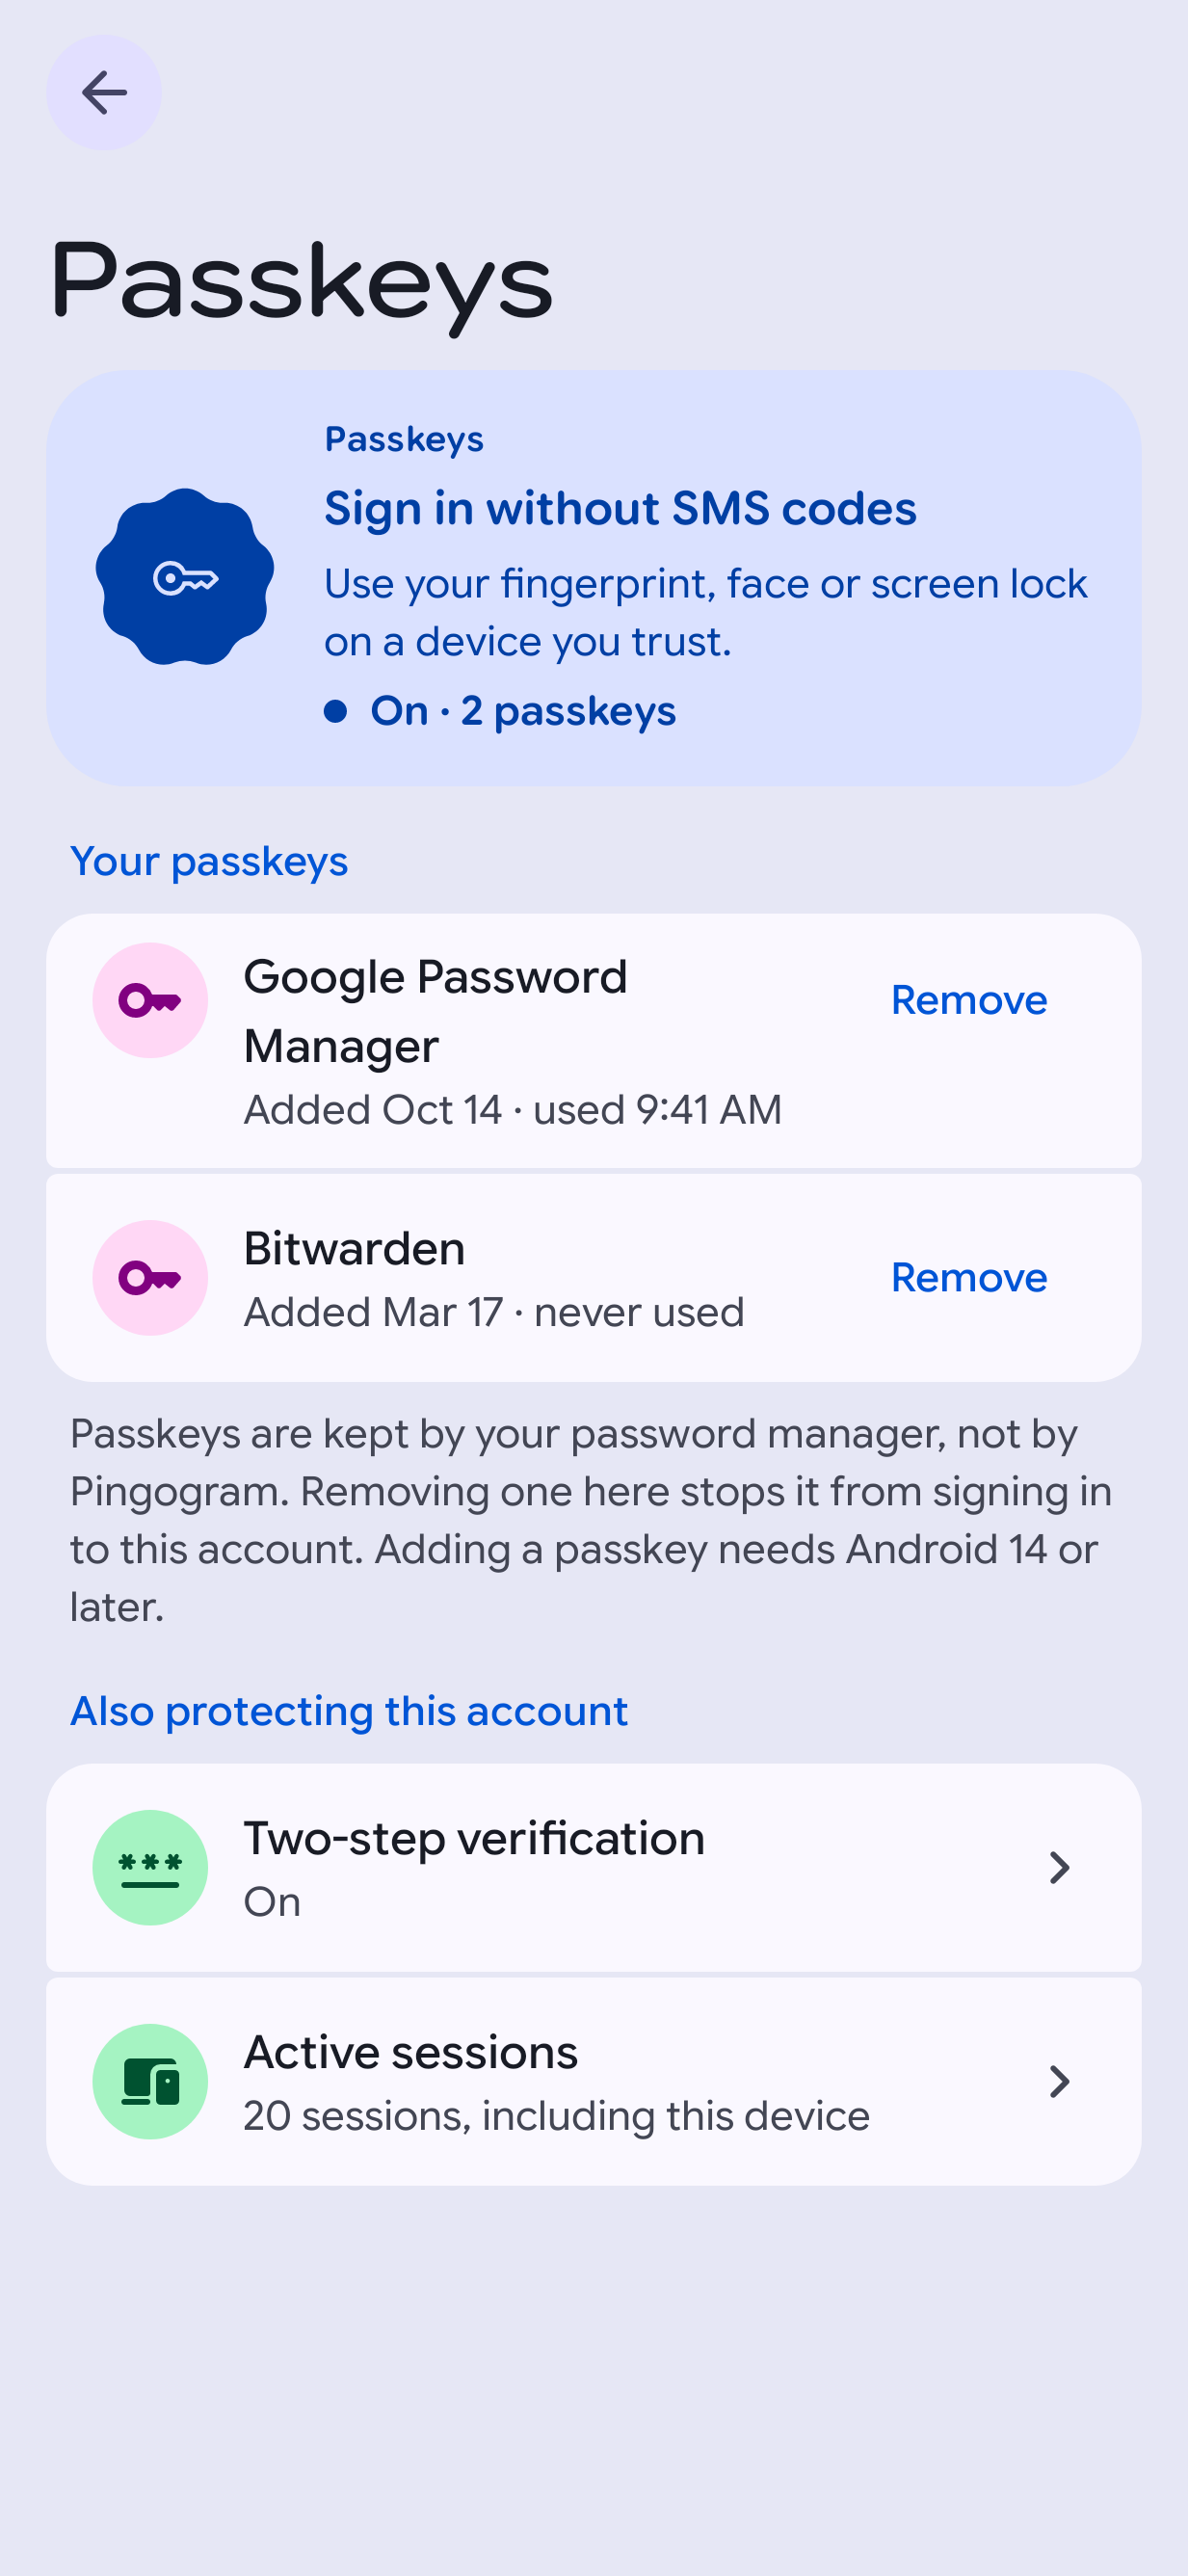 Passkeys
Passkeys
Sign in without SMS codes
Use your fingerprint, face or screen lock
on a device you trust.
On · 2 passkeys
Your passkeys
Google Password
Manager
Added Oct 14 · used 9:41 AM
Remove
Bitwarden
Added Mar 17 · never used
Remove
Passkeys are kept by your password manager, not by
Pingogram. Removing one here stops it from signing in
to this account. Adding a passkey needs Android 14 or
later.
Also protecting this account
Two-step verification
On
Active sessions
20 sessions, including this device